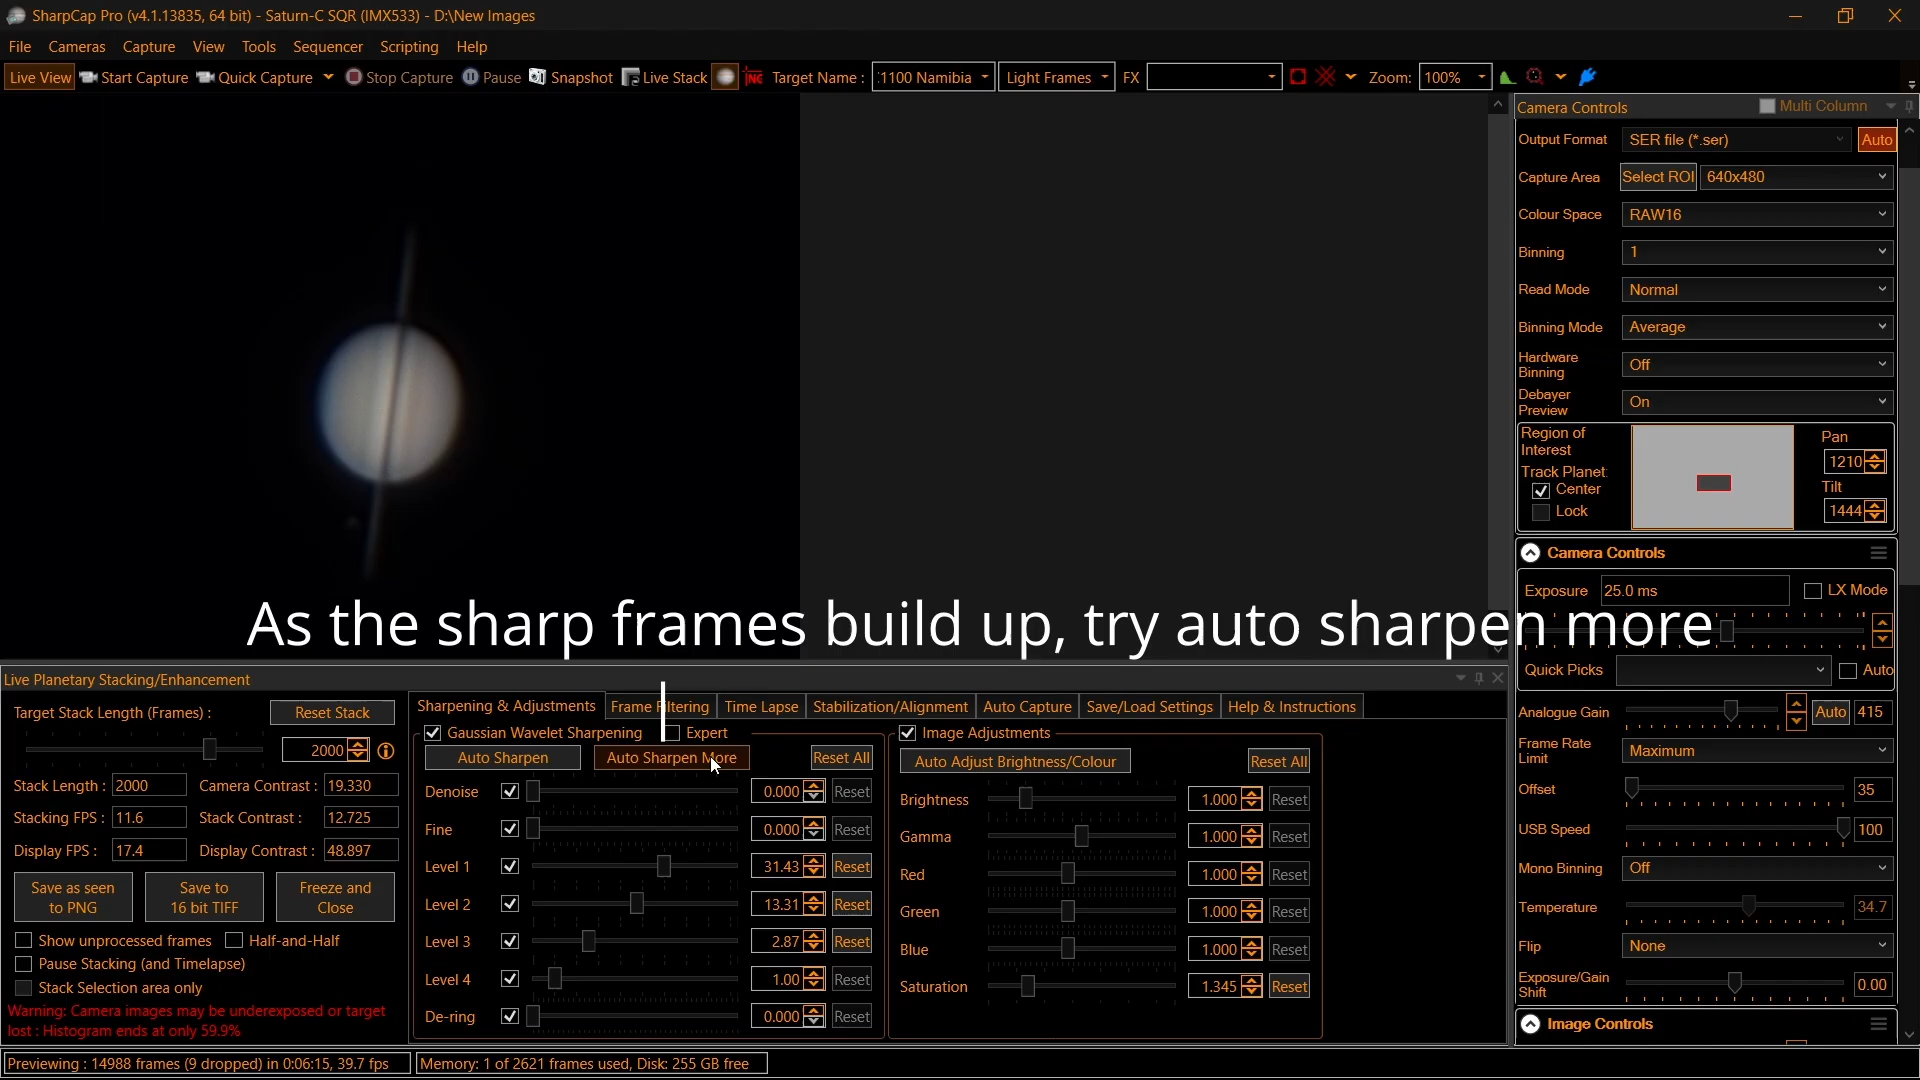 SharpCap Pro (v4.1.13835, 64 bit) - Saturn-C SQR (IMX533) - D:\New Images
File Cameras Capture View Tools Sequencer Scripting Help
Live View Start Capture Quick Capture Stop Capture Pause Snapshot Live Stack Target Name : 1100 Namibia Light Frames FX Zoom: 100%
Camera Controls Multi Column
Output Format SER file (*.ser) Auto
Capture Area Select ROI 640x480
Colour Space RAW16
Binning 1
Read Mode Normal
Binning Mode Average
Hardware Binning Off
Debayer Preview On
Region of Interest Pan 1210
Track Planet: Tilt
Center
Lock 1444
Camera Controls
Exposure 25.0 ms LX Mode
As the sharp frames build up, try auto sharpen more
Quick Picks Auto
Analogue Gain Auto 415
Frame Rate Limit Maximum
Offset 35
USB Speed 100
Mono Binning Off
Temperature 34.7
Flip None
Exposure/Gain Shift 0.00
Image Controls
Live Planetary Stacking/Enhancement
Target Stack Length (Frames) : Reset Stack
2000
Stack Length : 2000 Camera Contrast : 19.330
Stacking FPS : 11.6 Stack Contrast : 12.725
Display FPS : 17.4 Display Contrast : 48.897
Save as seen to PNG Save to 16 bit TIFF Freeze and Close
Show unprocessed frames Half-and-Half
Pause Stacking (and Timelapse)
Stack Selection area only
Warning: Camera images may be underexposed or target
lost : Histogram ends at only 59.9%
Sharpening & Adjustments Frame Filtering Time Lapse Stabilization/Alignment Auto Capture Save/Load Settings Help & Instructions
Gaussian Wavelet Sharpening Expert
Auto Sharpen Auto Sharpen More Reset All
Denoise 0.000 Reset
Fine 0.000 Reset
Level 1 31.43 Reset
Level 2 13.31 Reset
Level 3 2.87 Reset
Level 4 1.00 Reset
De-ring 0.000 Reset
Image Adjustments
Auto Adjust Brightness/Colour Reset All
Brightness 1.000 Reset
Gamma 1.000 Reset
Red 1.000 Reset
Green 1.000 Reset
Blue 1.000 Reset
Saturation 1.345 Reset
Previewing : 14988 frames (9 dropped) in 0:06:15, 39.7 fps Memory: 1 of 2621 frames used, Disk: 255 GB free